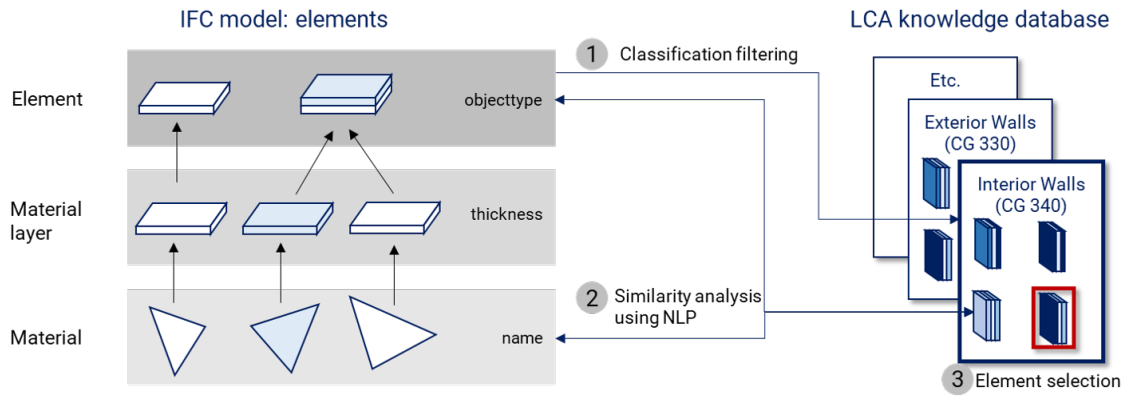 IFC model: elements
LCA knowledge database
1
Classification filtering
Element
objecttype
Etc.
Exterior Walls
(CG 330)
Interior Walls
(CG 340)
Material
layer
thickness
2
Similarity analysis
using NLP
Material
name
3
Element selection